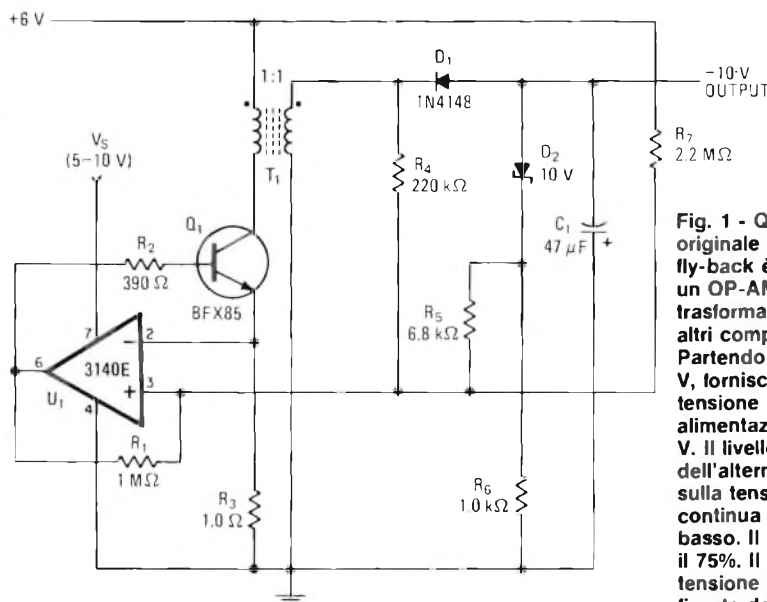 +6 V
1:1
T₁
V_S
(5–10 V)
Q₁
BFX85
R₂
390 Ω
7
2
3140E
6
3
4
U₁
R₁
1 MΩ
R₃
1.0 Ω
D₁
1N4148
R₄
220 kΩ
D₂
10 V
C₁
47 µF
+
R₅
6.8 kΩ
R₆
1.0 kΩ
−10-V
OUTPUT
R₇
2.2 MΩ
Fig. 1 - Q
originale
fly-back è
un OP-AM
trasforma
altri comp
Partendo
V, fornisc
tensione
alimentaz
V. Il livell
dell'altern
sulla tens
continua
basso. Il
il 75%. Il
tensione